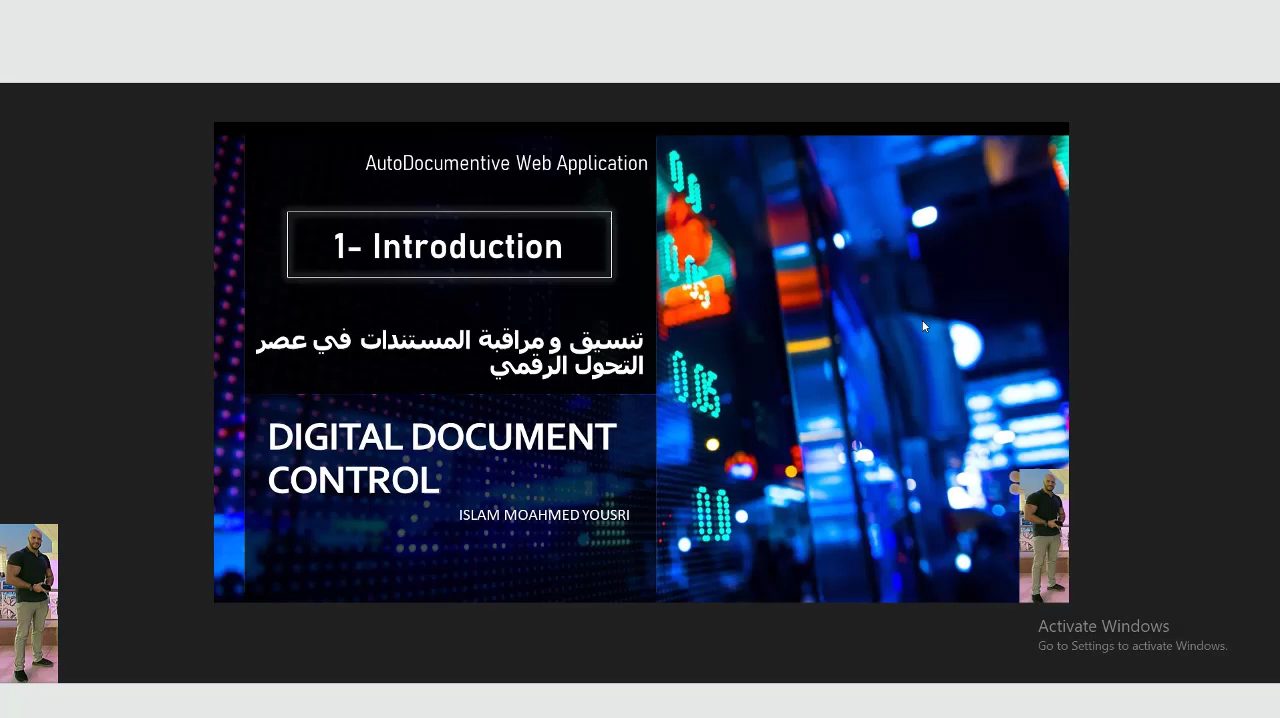 AutoDocumentive Web Application
1- Introduction
تنسيق و مراقبة المستندات في عصر
التحول الرقمي
DIGITAL DOCUMENT
CONTROL
ISLAM MOAHMED YOUSRI
Activate Windows
Go to Settings to activate Windows.